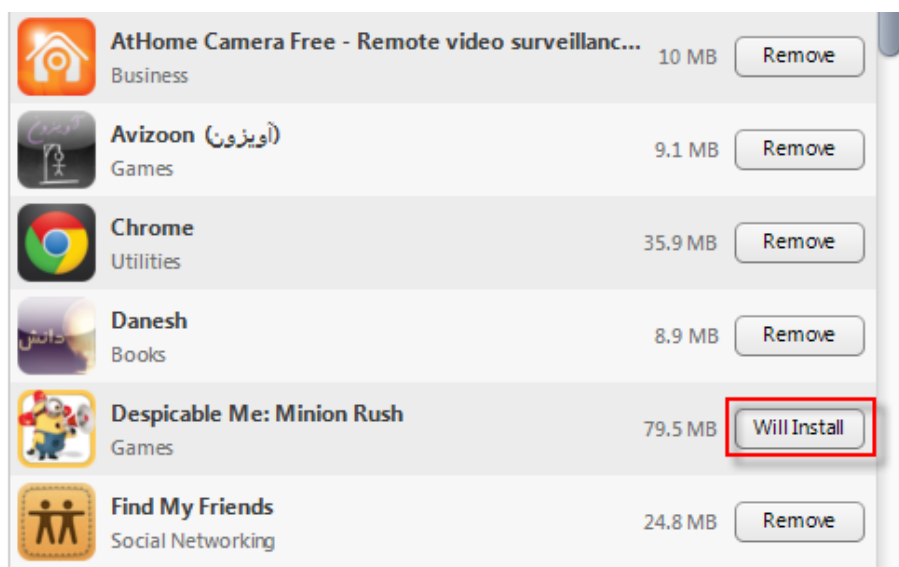 AtHome Camera Free - Remote video surveillanc...
10 MB
Remove
Business
آویزون
Avizoon (آویزون)
9.1 MB
Remove
Games
Chrome
35.9 MB
Remove
Utilities
دانش
Danesh
8.9 MB
Remove
Books
Despicable Me: Minion Rush
79.5 MB
Will Install
Games
Find My Friends
24.8 MB
Remove
Social Networking